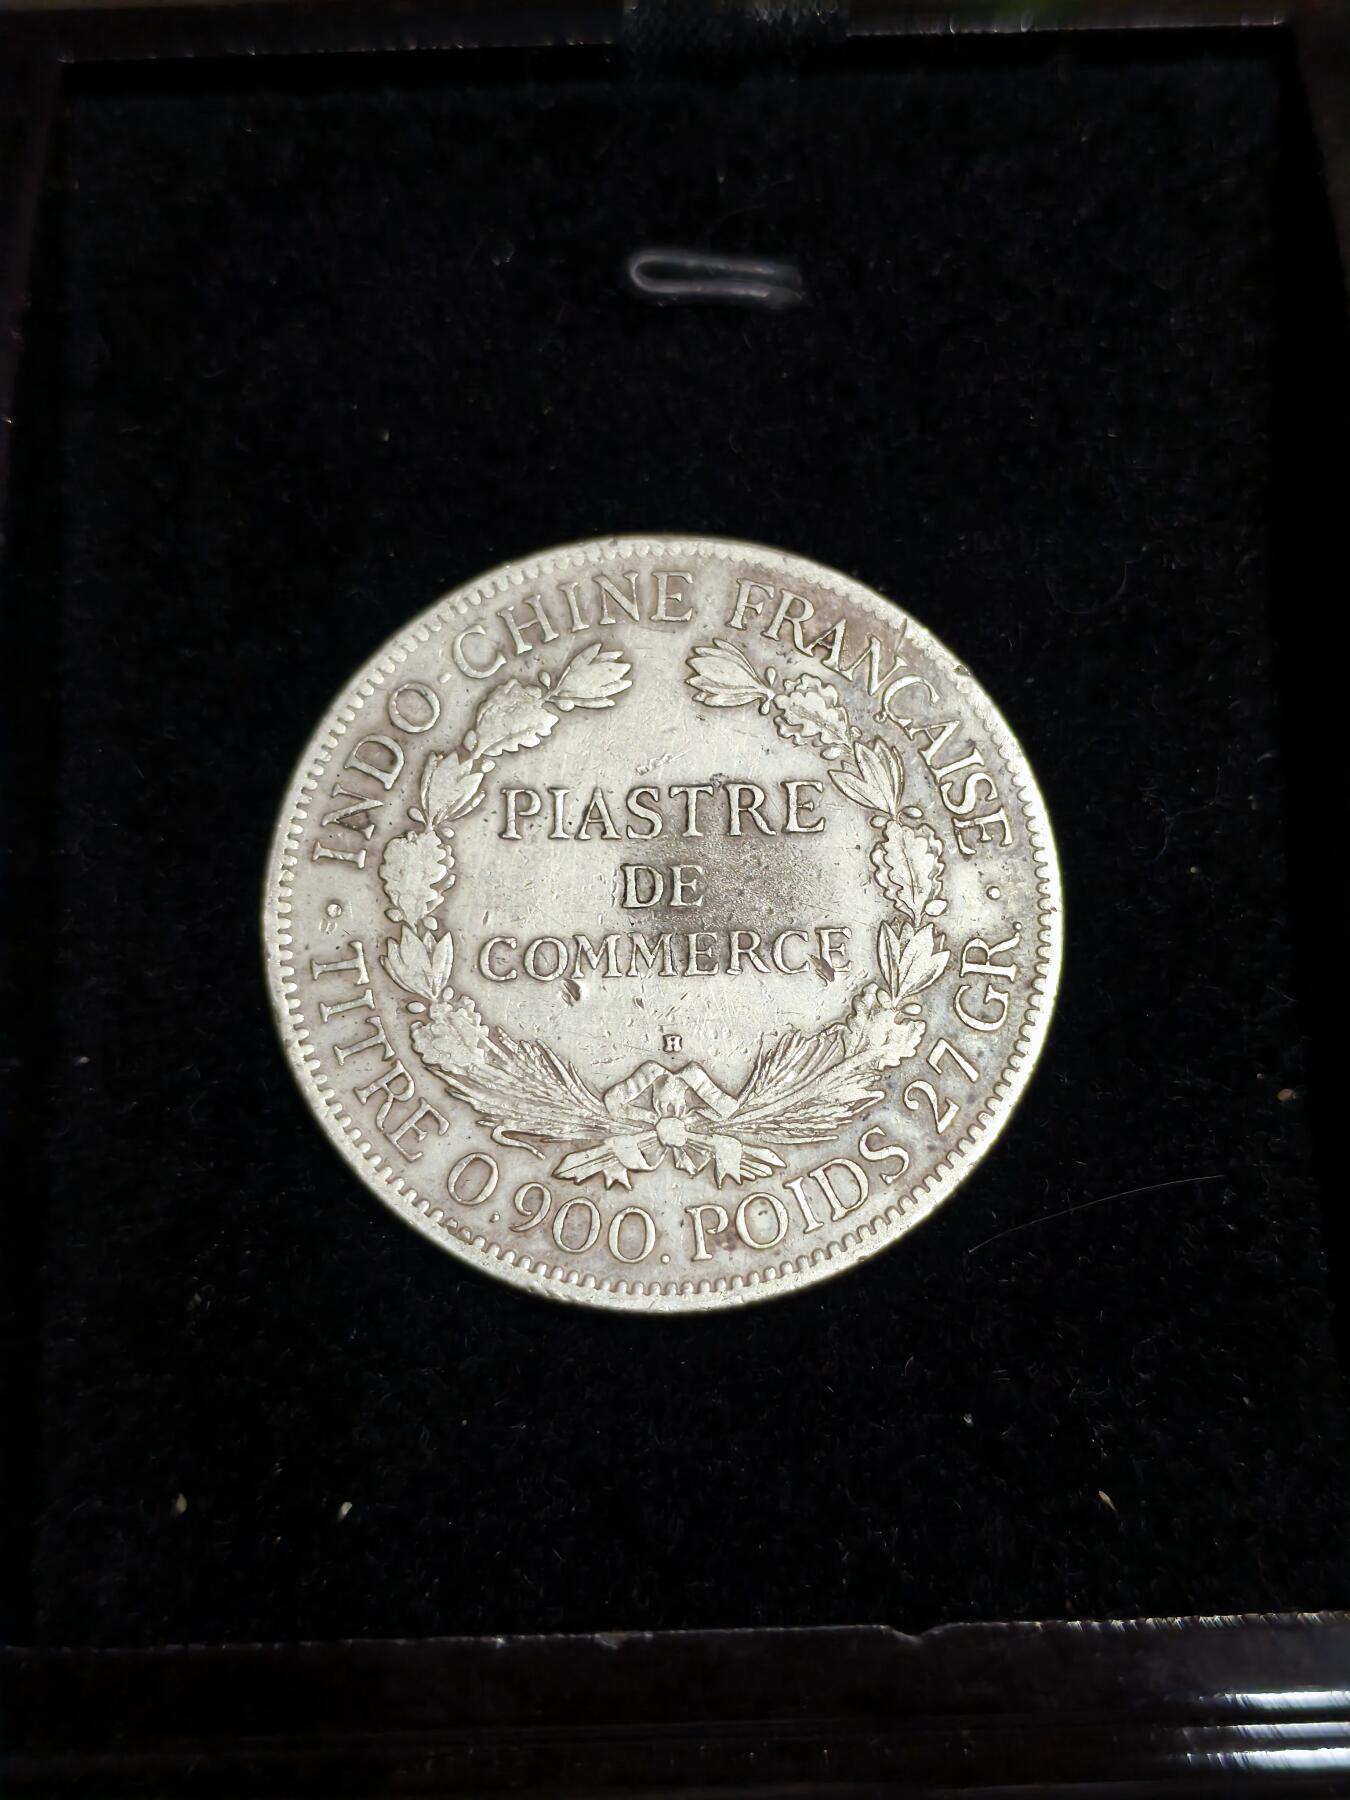 INDO-CHINE FRANÇAISE
PIASTRE
DE
COMMERCE
H
· TITRE 0.900. POIDS 27 GR. ·